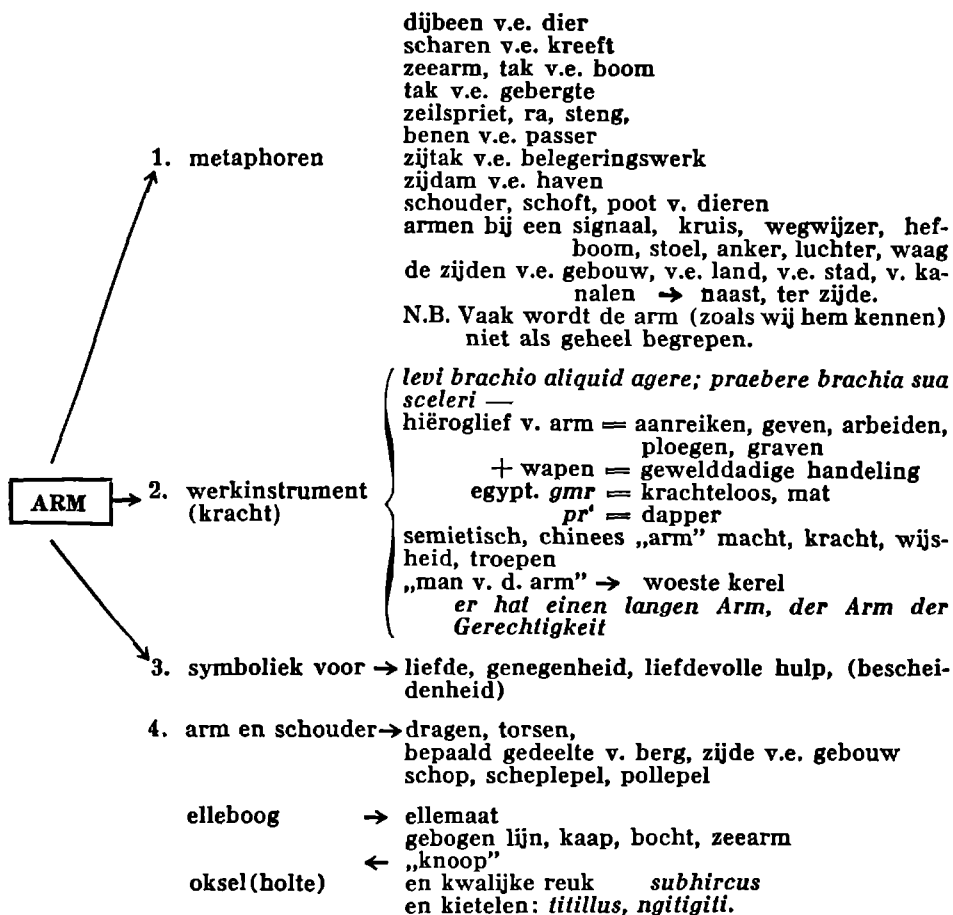 dijbeen v.e. dier
scharen v.e. kreeft
zeearm, tak v.e. boom
tak v.e. gebergte
zeilspriet, ra, steng,
benen v.e. passer
1. metaphoren zijtak v.e. belegeringswerk
zijdam v.e. haven
schouder, schoft, poot v. dieren
armen bij een signaal, kruis, wegwijzer, hef-
boom, stoel, anker, luchter, waag
de zijden v.e. gebouw, v.e. land, v.e. stad, v. ka-
nalen → naast, ter zijde.
N.B. Vaak wordt de arm (zoals wij hem kennen)
niet als geheel begrepen.
levi brachio aliquid agere; praebere brachia sua
sceleri —
hiëroglief v. arm = aanreiken, geven, arbeiden,
ploegen, graven
+ wapen = gewelddadige handeling
ARM → 2. werkinstrument egypt. gmr = krachteloos, mat
(kracht) pr‘ = dapper
semietisch, chinees „arm” macht, kracht, wijs-
heid, troepen
„man v. d. arm” → woeste kerel
er hat einen langen Arm, der Arm der
Gerechtigkeit
3. symboliek voor → liefde, genegenheid, liefdevolle hulp, (beschei-
denheid)
4. arm en schouder → dragen, torsen,
bepaald gedeelte v. berg, zijde v.e. gebouw
schop, scheplepel, pollepel
elleboog → ellemaat
gebogen lijn, kaap, bocht, zeearm
← „knoop”
oksel(holte) en kwalijke reuk subhircus
en kietelen: titillus, ngitigiti.